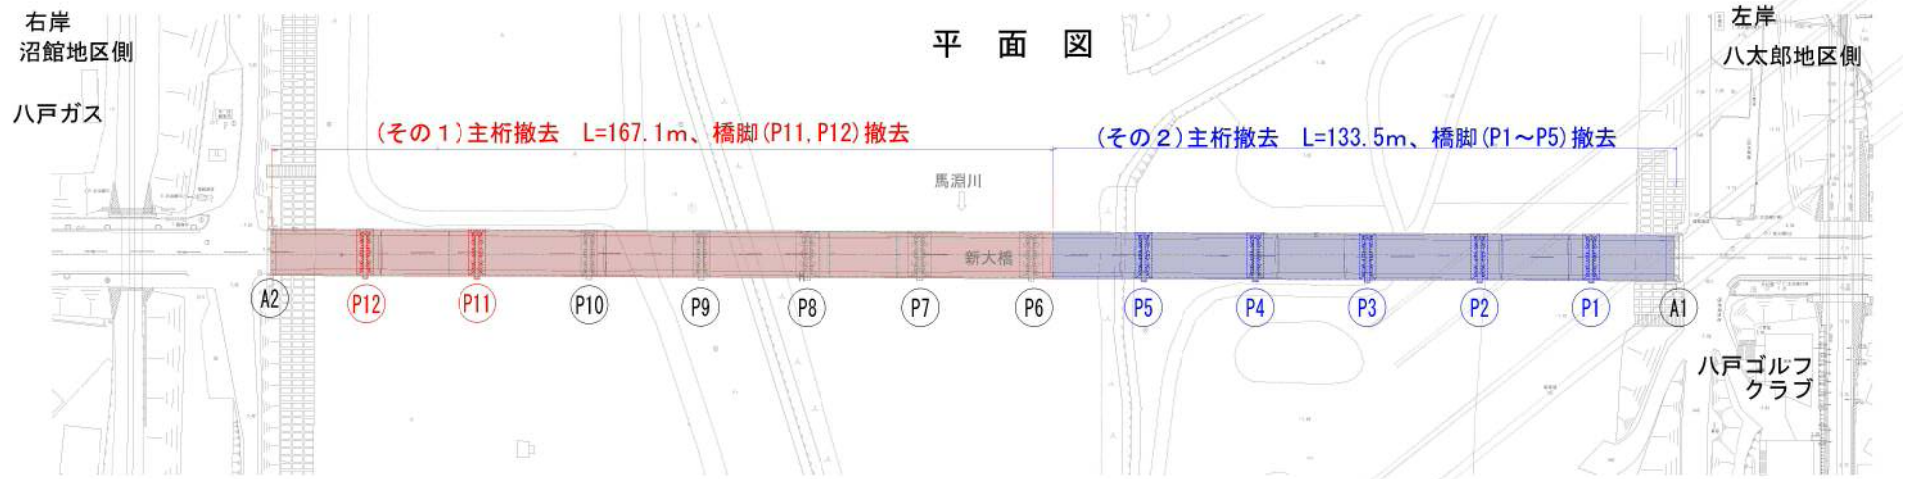 右岸
沼館地区側
八戸ガス
平 面 図
左岸
八太郎地区側
(その1)主桁撤去 L=167.1m、橋脚(P11,P12)撤去
(その2)主桁撤去 L=133.5m、橋脚(P1～P5)撤去
馬淵川
新大橋
A2
P12
P11
P10
P9
P8
P7
P6
P5
P4
P3
P2
P1
A1
八戸ゴルフ
クラブ